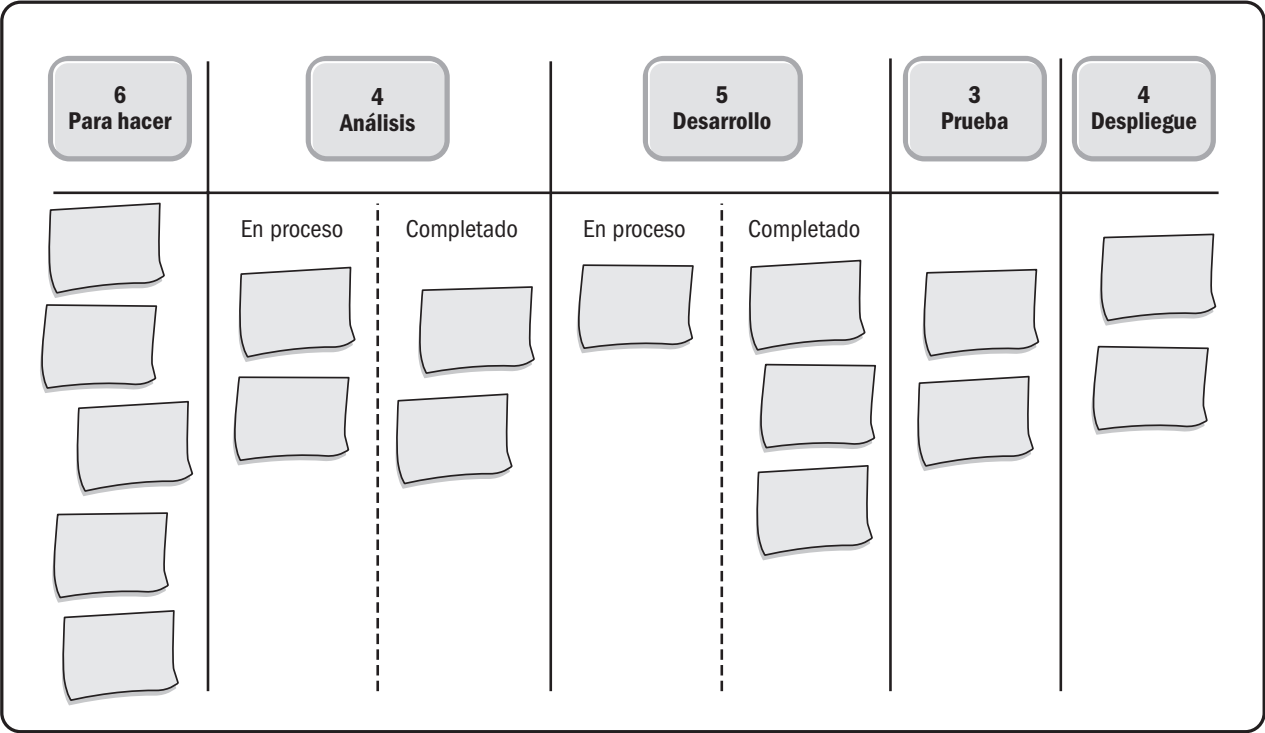 6
Para hacer
4
Análisis
5
Desarrollo
3
Prueba
4
Despliegue
En proceso
Completado
En proceso
Completado